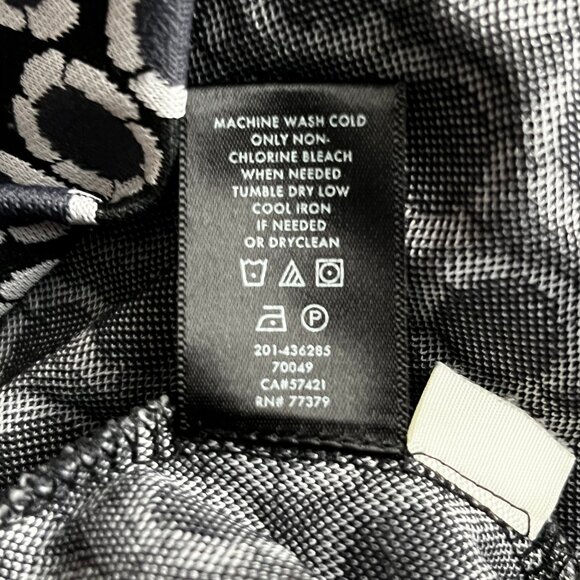 MACHINE WASH COLD
ONLY NON-
CHLORINE BLEACH
WHEN NEEDED
TUMBLE DRY LOW
COOL IRON
IF NEEDED
OR DRYCLEAN
P
201-436285
70049
CA#57421
RN# 77379